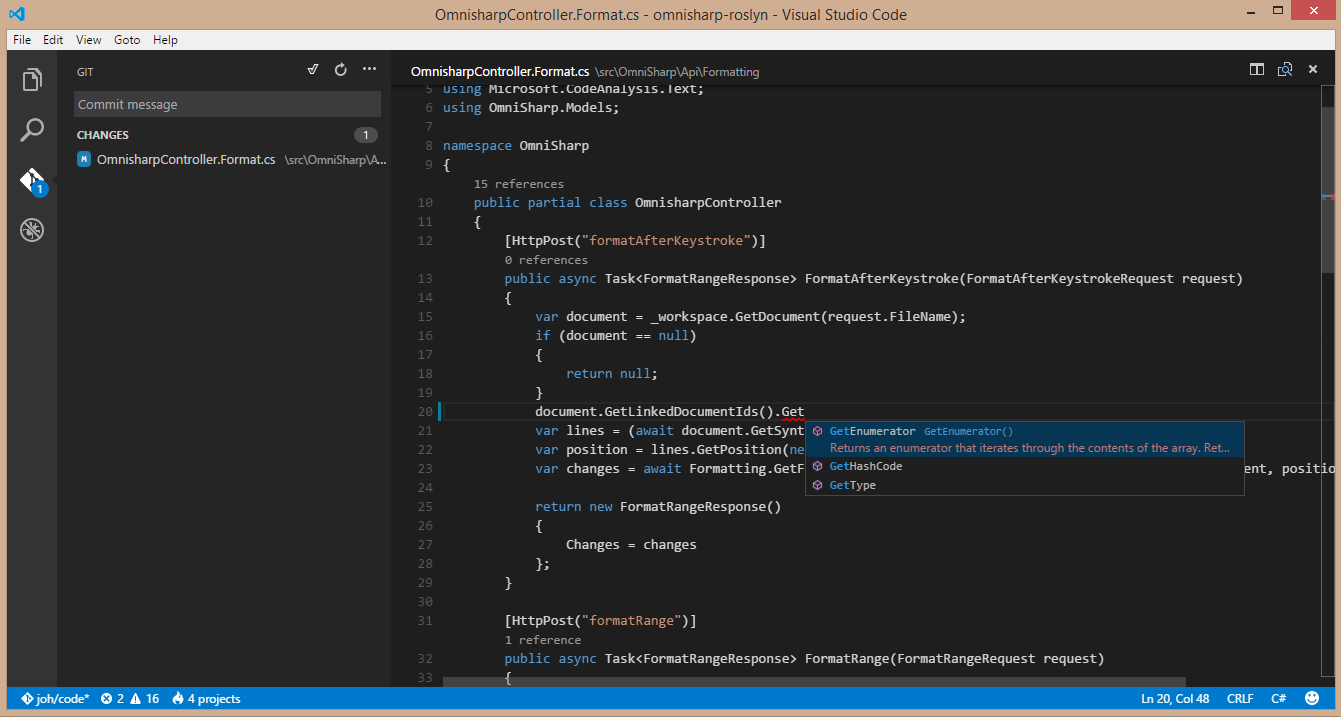 OmnisharpController.Format.cs - omnisharp-roslyn - Visual Studio Code
File Edit View Goto Help
GIT
Commit message
CHANGES 1
M OmnisharpController.Format.cs \src\OmniSharp\A...
1
OmnisharpController.Format.cs \src\OmniSharp\Api\Formatting
5 using Microsoft.CodeAnalysis.Text;
6 using OmniSharp.Models;
7
8 namespace OmniSharp
9 {
15 references
10 public partial class OmnisharpController
11 {
12 [HttpPost("formatAfterKeystroke")]
0 references
13 public async Task<FormatRangeResponse> FormatAfterKeystroke(FormatAfterKeystrokeRequest request)
14 {
15 var document = _workspace.GetDocument(request.FileName);
16 if (document == null)
17 {
18 return null;
19 }
20 document.GetLinkedDocumentIds().Get
21 var lines = (await document.GetSynt
22 var position = lines.GetPosition(ne
23 var changes = await Formatting.GetF
ent, positio
GetEnumerator GetEnumerator()
Returns an enumerator that iterates through the contents of the array. Ret...
GetHashCode
GetType
24
25 return new FormatRangeResponse()
26 {
27 Changes = changes
28 };
29 }
30
31 [HttpPost("formatRange")]
1 reference
32 public async Task<FormatRangeResponse> FormatRange(FormatRangeRequest request)
33 {
joh/code* 2 16 4 projects Ln 20, Col 48 CRLF C#